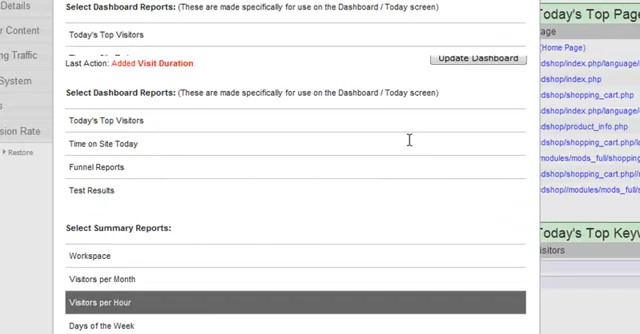 Select Dashboard Reports: (These are made specifically for use on the Dashboard / Today screen)
Today's Top Visitors
Last Action: Added Visit Duration
Update Dashboard
Select Dashboard Reports: (These are made specifically for use on the Dashboard / Today screen)
Today's Top Visitors
Time on Site Today
Funnel Reports
Test Results
Select Summary Reports:
Workspace
Visitors per Month
Visitors per Hour
Days of the Week
Details
Content
Traffic
System
Rate
Restore
Today's Top Page
(Home Page)
dshop/index.php/language/
dshop/index.php
dshop/shopping_cart.php
dshop/index.php/language/
dshop/product_info.php
dshop/shopping_cart.php/l
modules/mods_full/shop
dshop/shopping_cart.php//
dshop//modules/mods_full/s
Today's Top Keyw
isitors